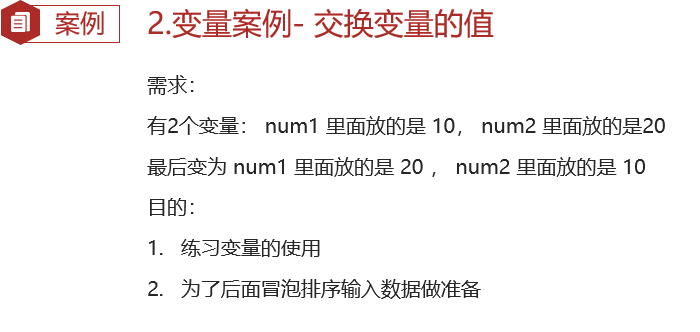 案例
2.变量案例- 交换变量的值
需求：
有2个变量： num1 里面放的是 10， num2 里面放的是20
最后变为 num1 里面放的是 20 ， num2 里面放的是 10
目的：
1. 练习变量的使用
2. 为了后面冒泡排序输入数据做准备